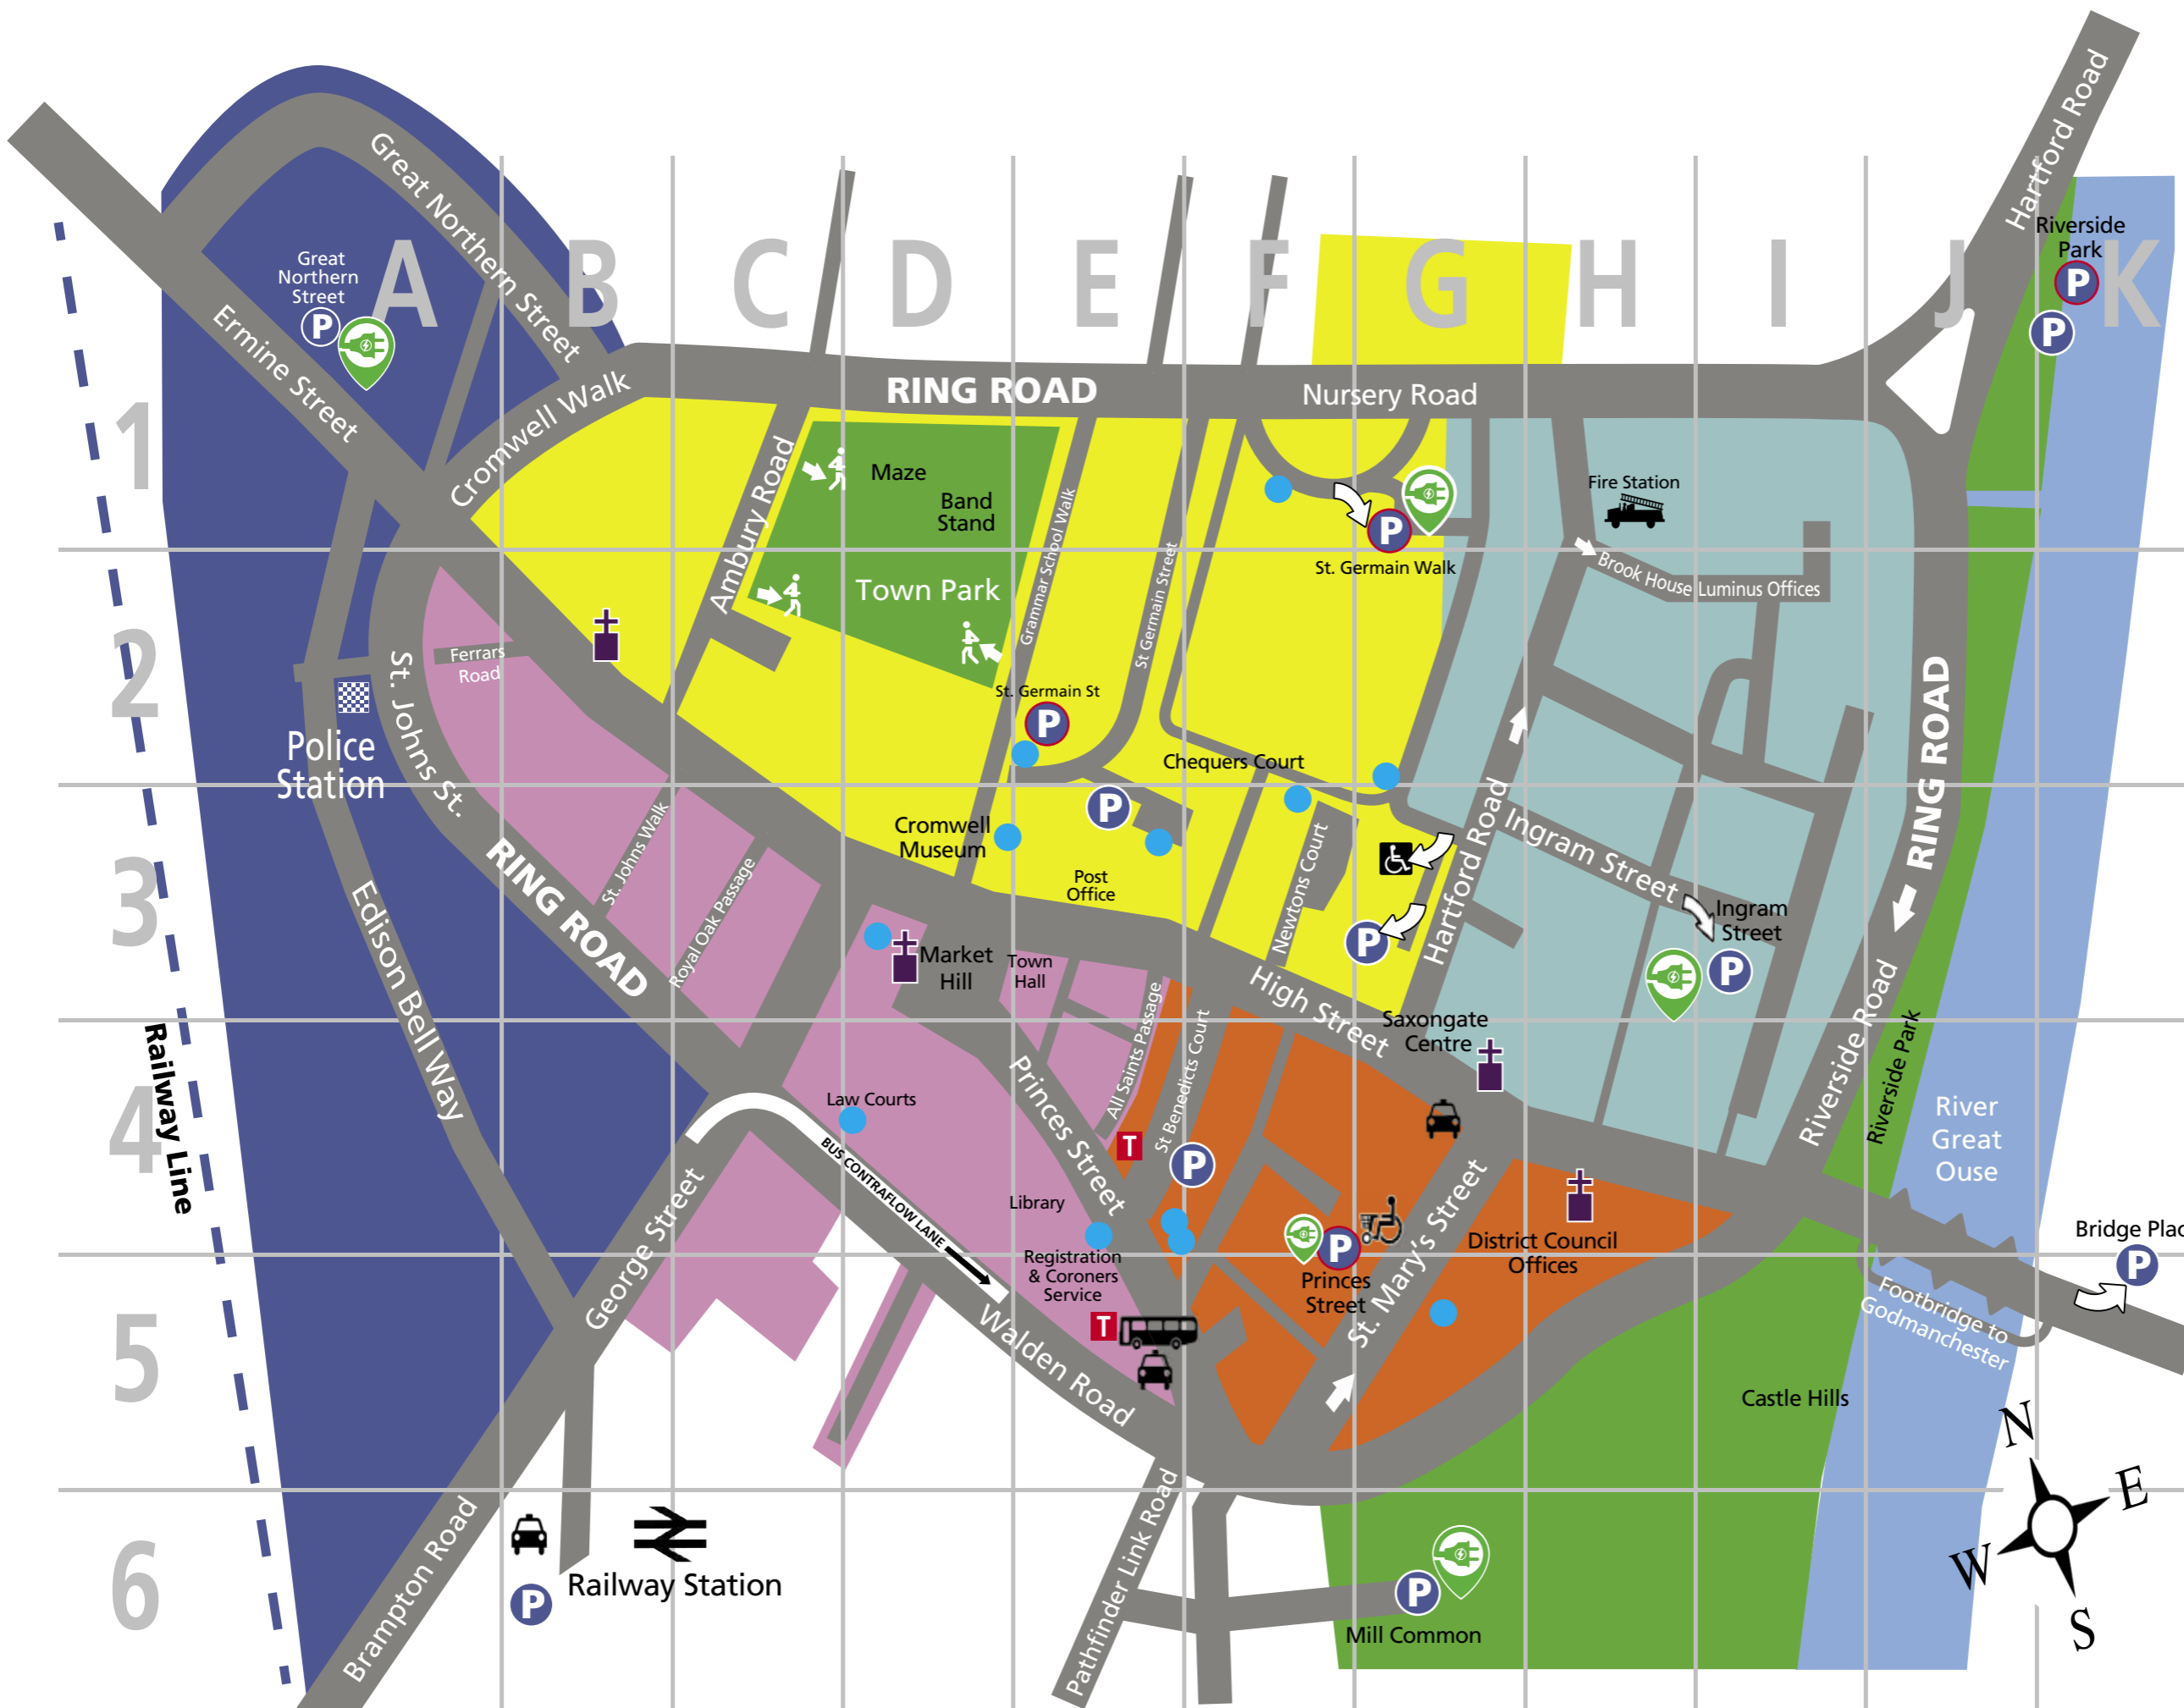 Hartford Road
Great Northern Street
Riverside
Park
P
P
A
B
C
D
E
F
G
H
I
J
K
Great
Northern
Street
P
Ermine Street
Cromwell Walk
RING ROAD
Nursery Road
1
Ambury Road
Maze
Band
Stand
Grammar School Walk
St Germain Street
P
St. Germain Walk
Fire Station
Brook House
Luminus Offices
Town Park
2
Ferrars
Road
St. Johns St.
Police
Station
St. Germain St
P
Chequers Court
RING ROAD
3
Cromwell
Museum
P
Post
Office
St. Johns Walk
Royal Oak Passage
RING ROAD
Edison Bell Way
Newtons Court
P
Hartford Road
Ingram Street
Ingram
Street
P
Market
Hill
Town
Hall
High Street
Saxongate
Centre
Riverside Road
Riverside Park
Railway Line
4
Law Courts
BUS CONTRAFLOW LANE
Princes Street
All Saints Passage
St Benedicts Court
T
P
River
Great
Ouse
George Street
Library
Registration
& Coroners
Service
P
Princes
Street
St. Mary's Street
District Council
Offices
Bridge Plac
P
Footbridge to
Godmanchester
5
T
Walden Road
Castle Hills
N
E
W
S
6
Brampton Road
P
Railway Station
Pathfinder Link Road
P
Mill Common